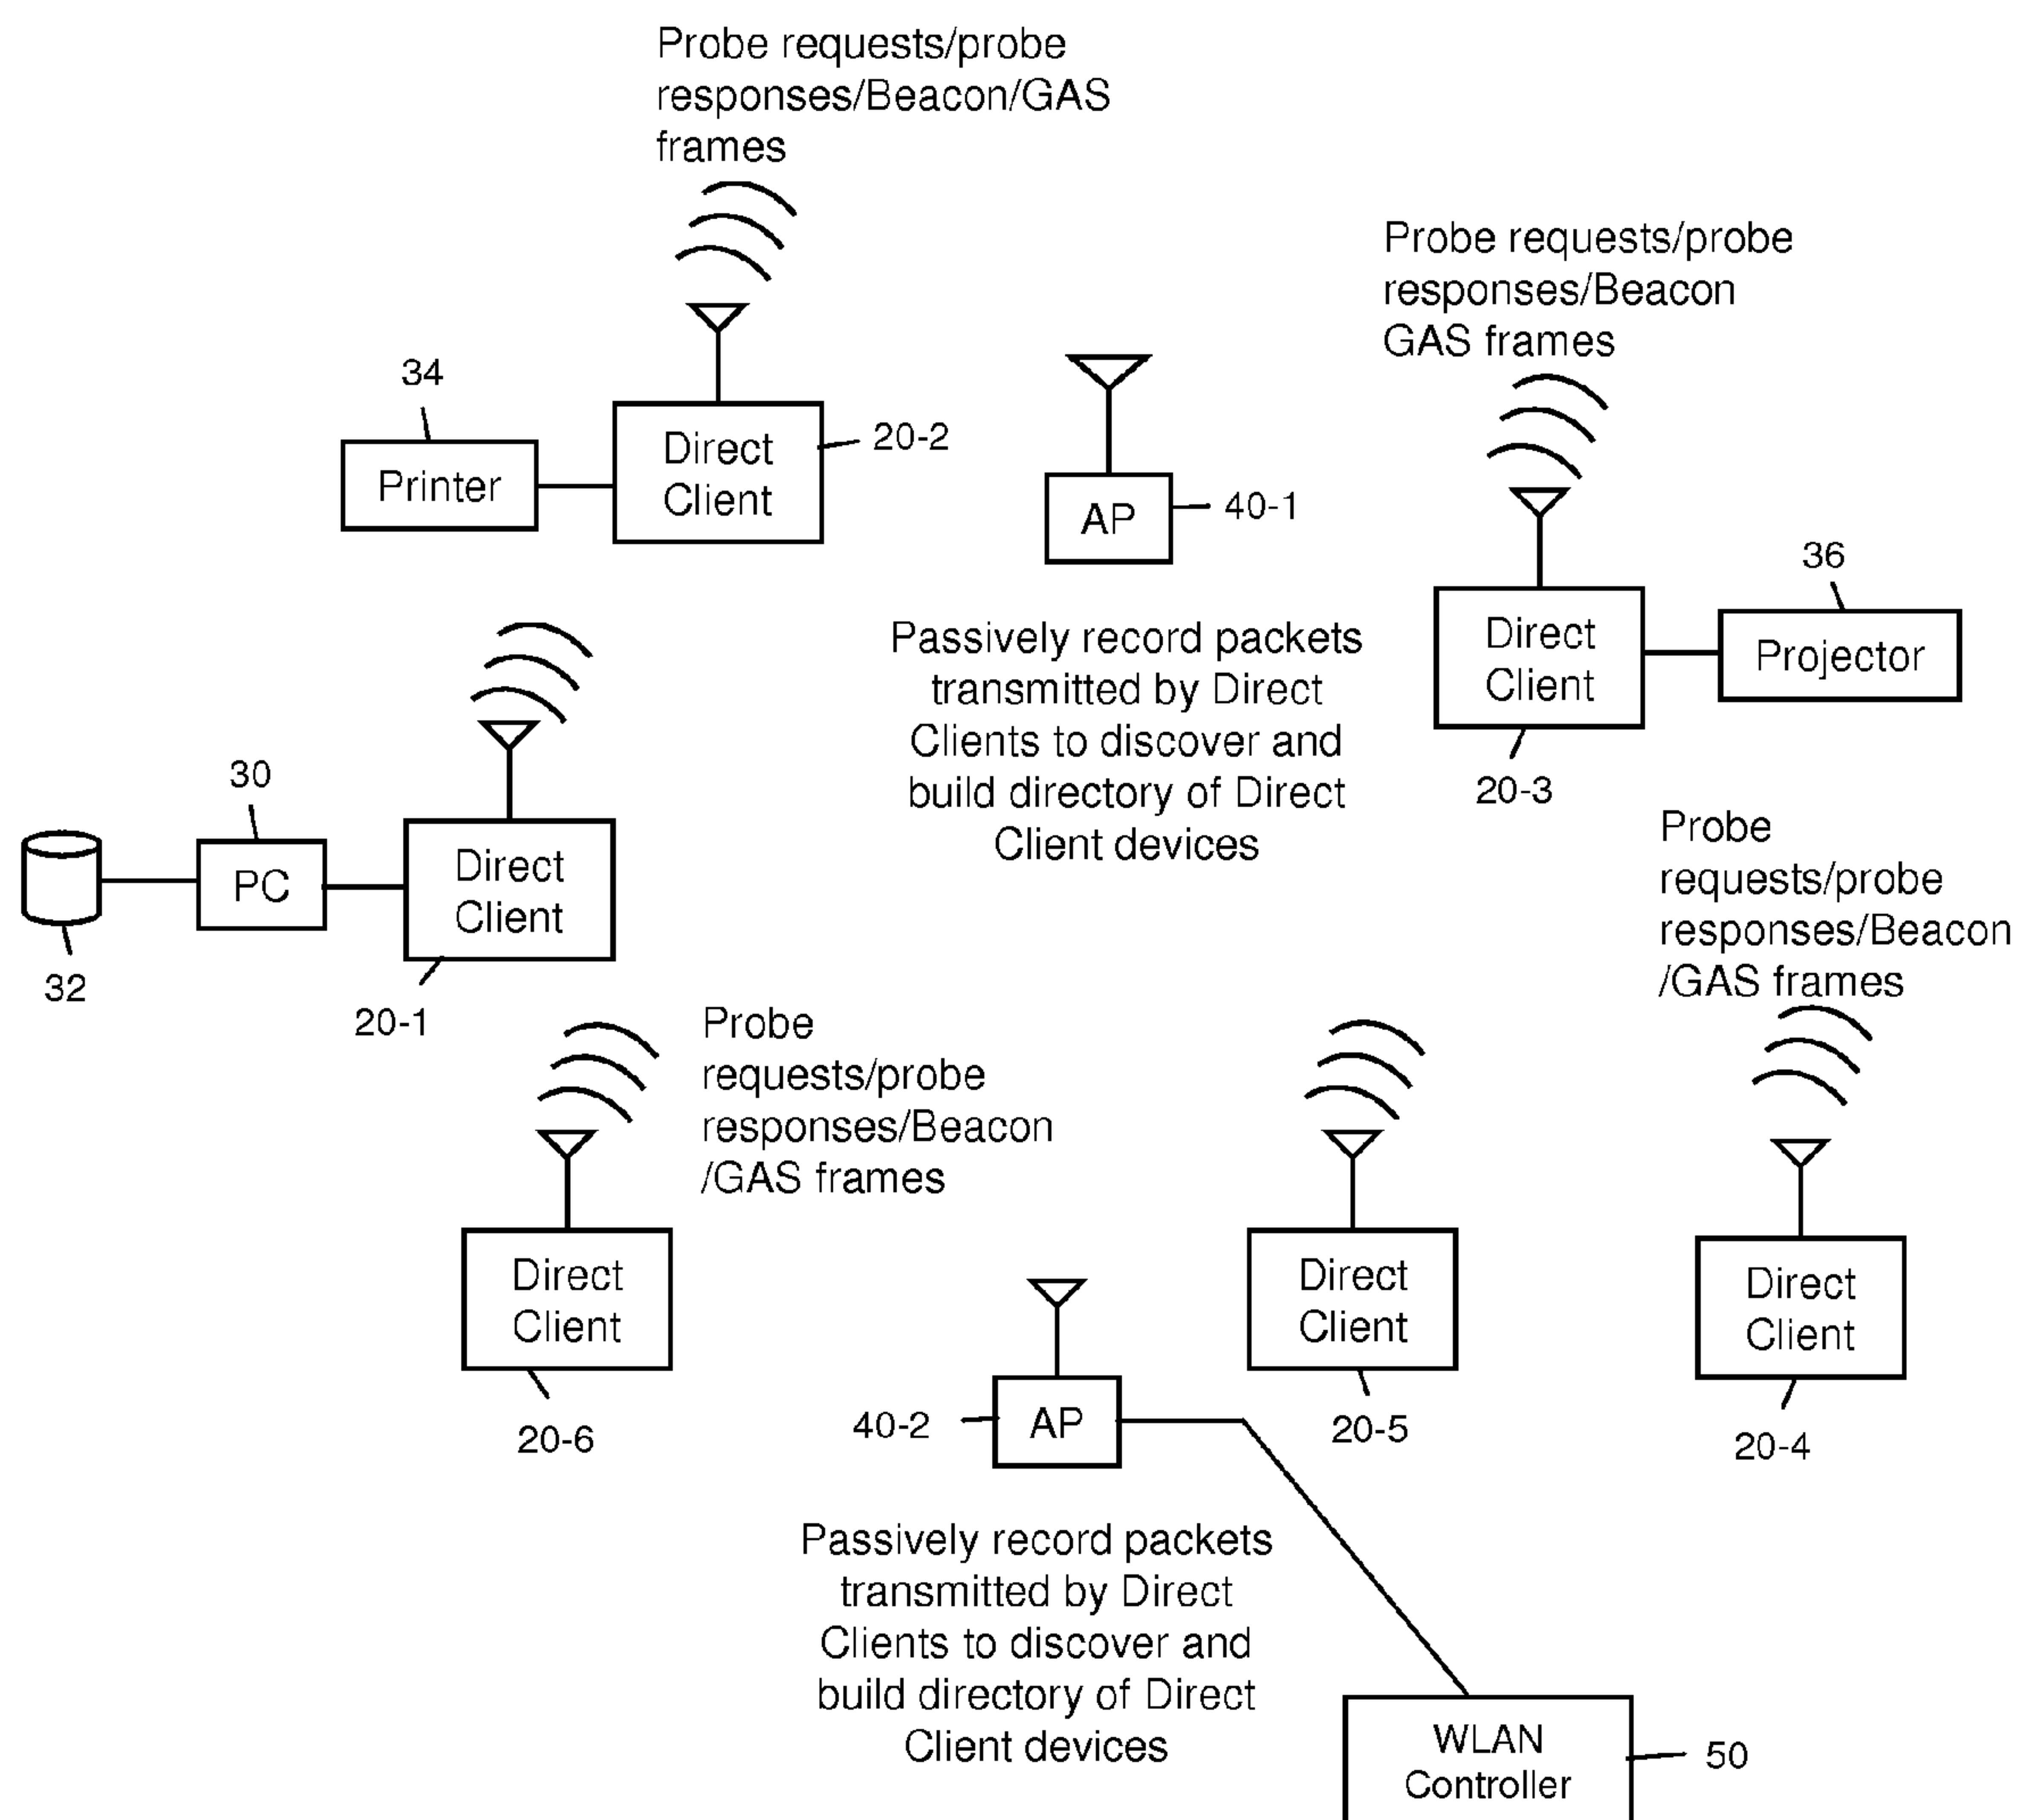 Probe requests/probe
responses/Beacon/GAS
frames
Probe requests/probe
responses/Beacon
GAS frames
34
Printer
Direct
Client
20-2
AP
40-1
36
Direct
Client
Projector
20-3
Passively record packets
transmitted by Direct
Clients to discover and
build directory of Direct
Client devices
30
PC
Direct
Client
32
20-1
Probe
requests/probe
responses/Beacon
/GAS frames
Probe
requests/probe
responses/Beacon
/GAS frames
Direct
Client
20-6
40-2
AP
Direct
Client
20-5
Direct
Client
20-4
Passively record packets
transmitted by Direct
Clients to discover and
build directory of Direct
Client devices
WLAN
Controller
50